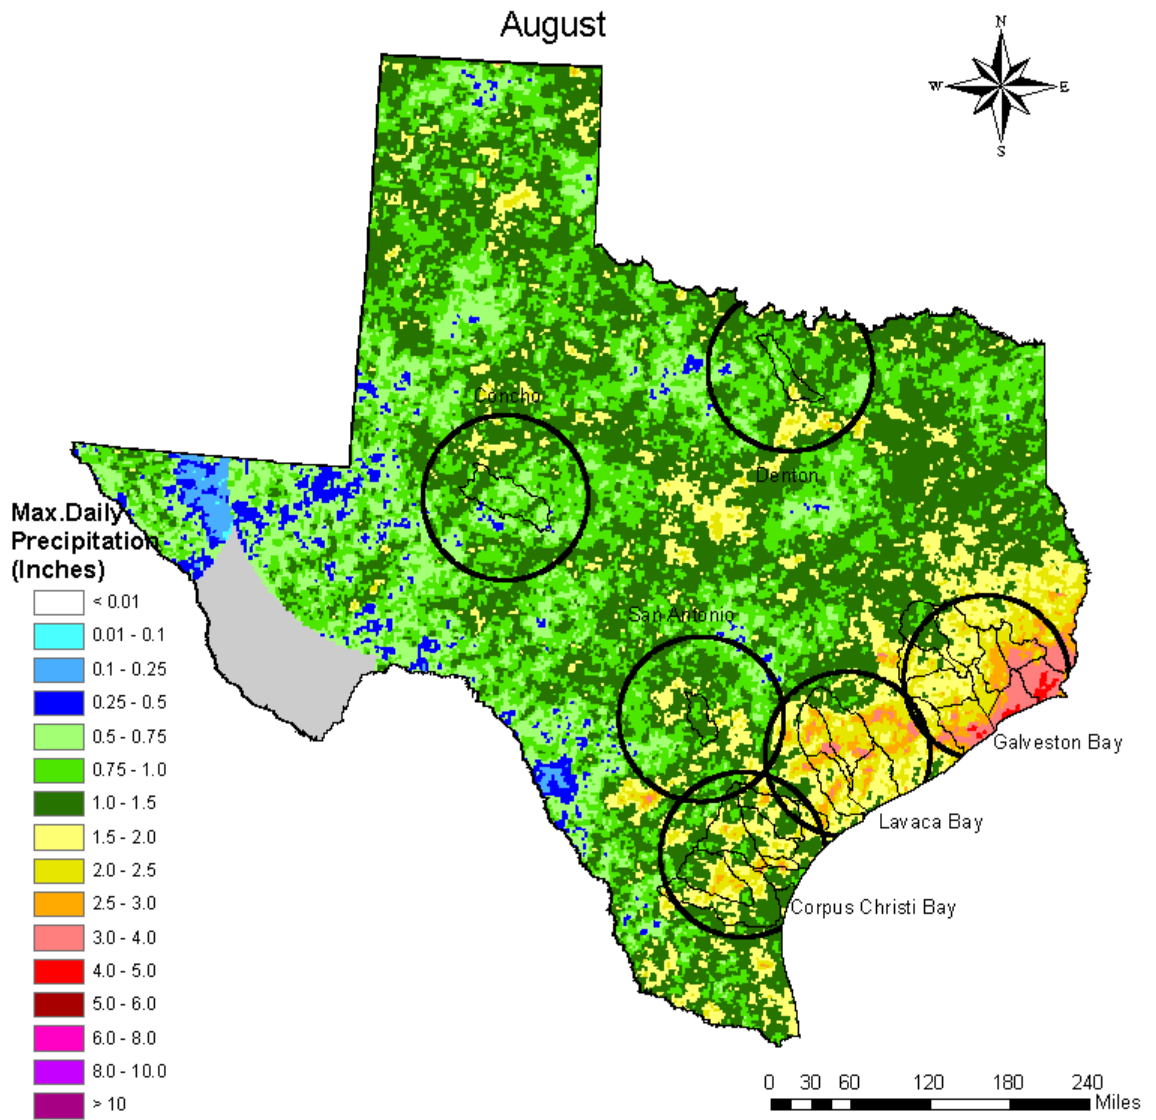 August
N
W
E
S
Concho
Denton
Max.Daily
Precipitation
(Inches)
< 0.01
0.01 - 0.1
0.1 - 0.25
0.25 - 0.5
0.5 - 0.75
0.75 - 1.0
1.0 - 1.5
1.5 - 2.0
2.0 - 2.5
2.5 - 3.0
3.0 - 4.0
4.0 - 5.0
5.0 - 6.0
6.0 - 8.0
8.0 - 10.0
> 10
San Antonio
Galveston Bay
Lavaca Bay
Corpus Christi Bay
0 30 60 120 180 240
Miles